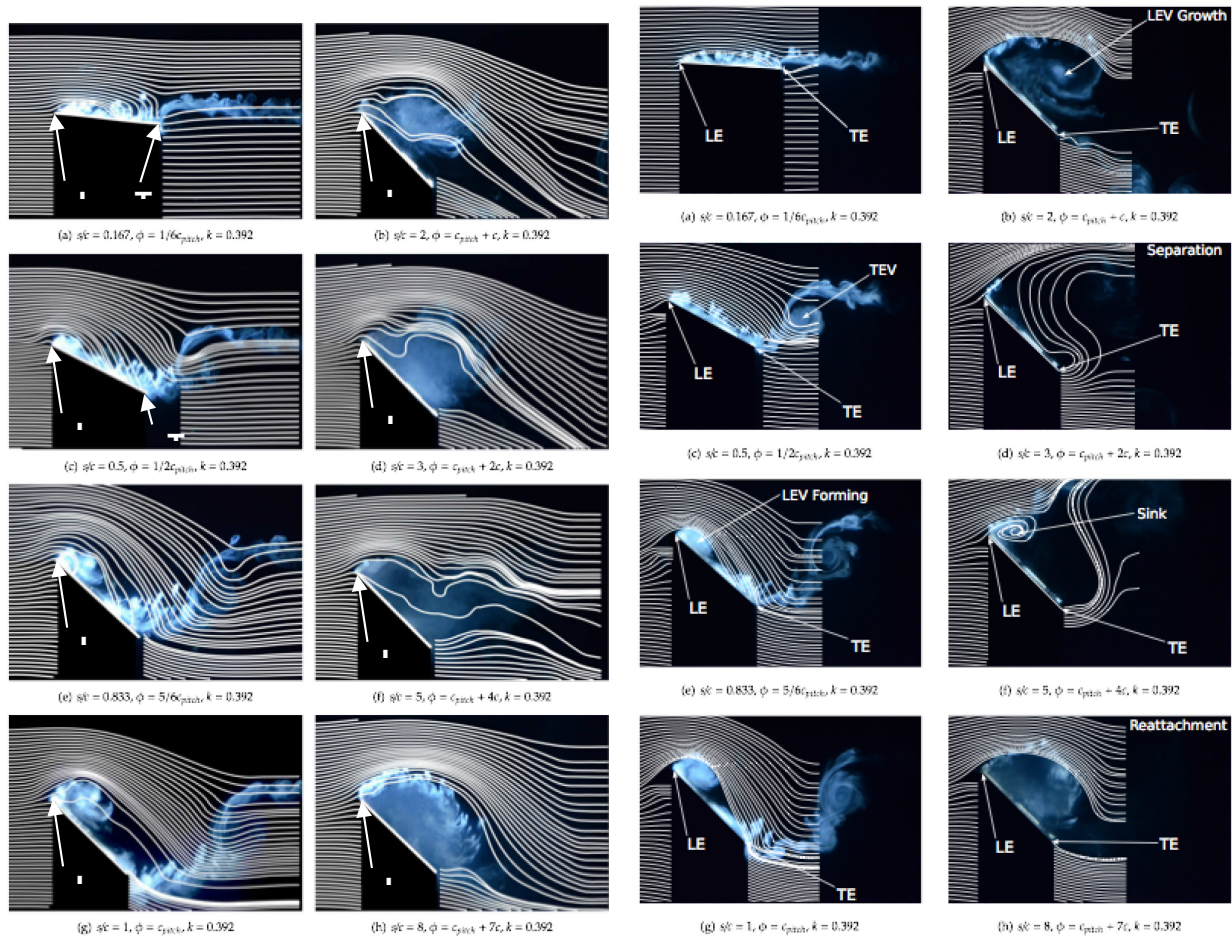 LEV Growth
LE
TE
TE
LE
(a) s/c = 0.167, ϕ = 1/6c_pitch, k = 0.392
(b) s/c = 2, ϕ = c_pitch + c, k = 0.392
(a) s/c = 0.167, ϕ = 1/6c_pitch, k = 0.392
(b) s/c = 2, ϕ = c_pitch + c, k = 0.392
TEV
Separation
LE
TE
TE
LE
(c) s/c = 0.5, ϕ = 1/2c_pitch, k = 0.392
(d) s/c = 3, ϕ = c_pitch + 2c, k = 0.392
(c) s/c = 0.5, ϕ = 1/2c_pitch, k = 0.392
(d) s/c = 3, ϕ = c_pitch + 2c, k = 0.392
LEV Forming
Sink
LE
TE
LE
TE
(e) s/c = 0.833, ϕ = 5/6c_pitch, k = 0.392
(f) s/c = 5, ϕ = c_pitch + 4c, k = 0.392
(e) s/c = 0.833, ϕ = 5/6c_pitch, k = 0.392
(f) s/c = 5, ϕ = c_pitch + 4c, k = 0.392
Reattachment
LE
TE
LE
TE
(g) s/c = 1, ϕ = c_pitch, k = 0.392
(h) s/c = 8, ϕ = c_pitch + 7c, k = 0.392
(g) s/c = 1, ϕ = c_pitch, k = 0.392
(h) s/c = 8, ϕ = c_pitch + 7c, k = 0.392